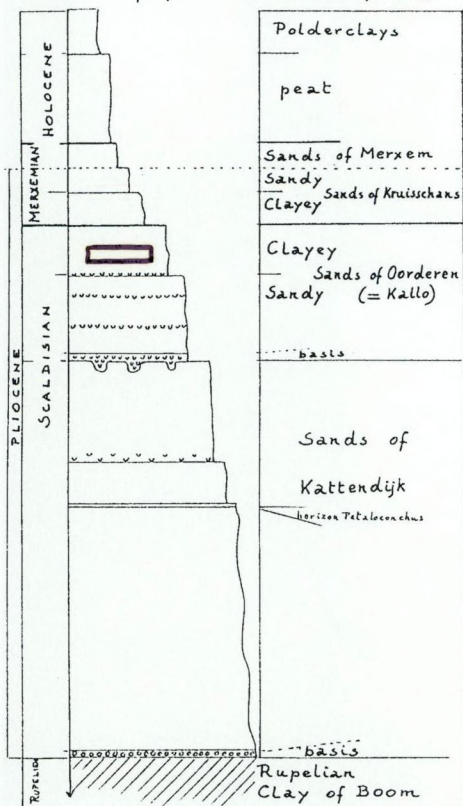 Polderclays
peat
Sands of Merxem
Sandy
Clayey Sands of Kruisschans
Clayey
Sands of Oorderen
Sandy (= Kallo)
basis
Sands of
Kattendijk
horizon Petaloconchus
basis
Rupelian
Clay of Boom
HOLOCENE
MERXEMIAN
SCALDISIAN
PLIOCENE